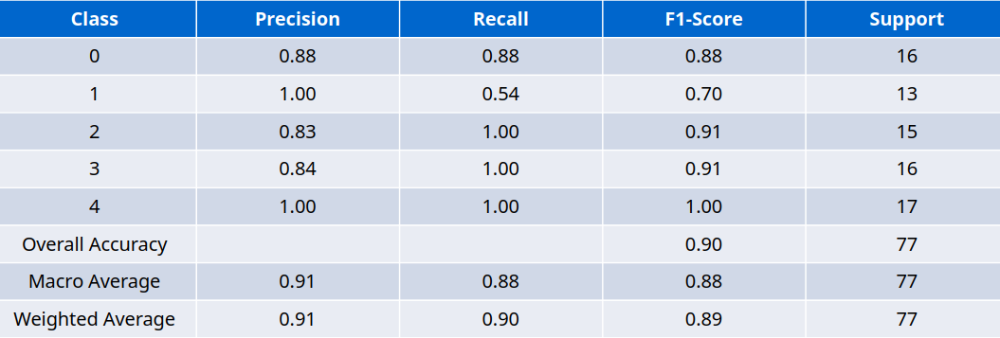 Class Precision Recall F1-Score Support
0 0.88 0.88 0.88 16
1 1.00 0.54 0.70 13
2 0.83 1.00 0.91 15
3 0.84 1.00 0.91 16
4 1.00 1.00 1.00 17
Overall Accuracy 0.90 77
Macro Average 0.91 0.88 0.88 77
Weighted Average 0.91 0.90 0.89 77